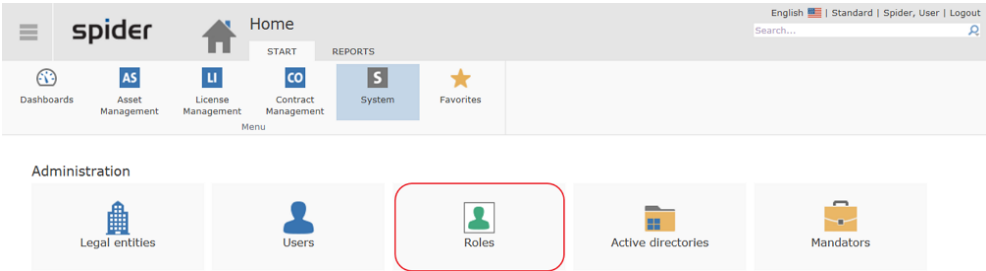 English | Standard | Spider, User | Logout
spider
Home
Search...
START REPORTS
Dashboards
AS
Asset
Management
LI
License
Management
CO
Contract
Management
S
System
Favorites
Menu
Administration
Legal entities
Users
Roles
Active directories
Mandators